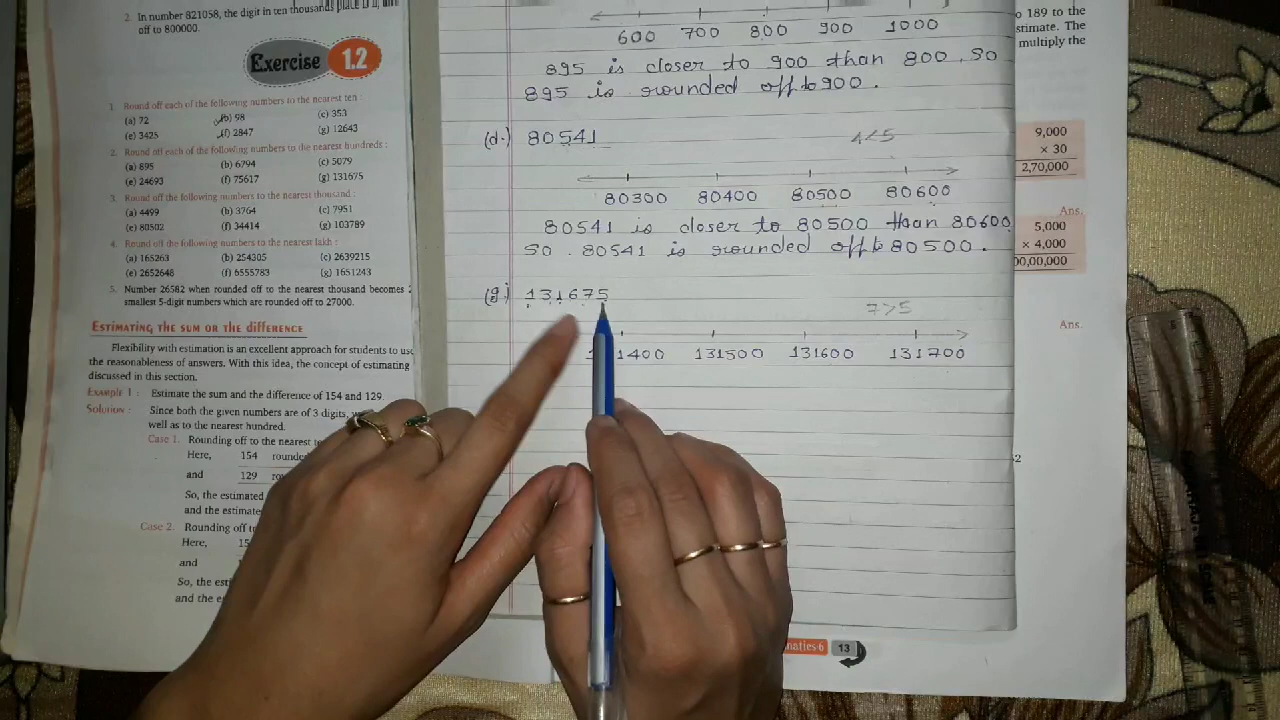 2. In number 821058, the digit in ten thousands place is
off to 800000.
Exercise 1.2
1. Round off each of the following numbers to the nearest ten :
(a) 72 (b) 98 (c) 353
(e) 3425 (f) 2847 (g) 12643
2. Round off each of the following numbers to the nearest hundreds :
(a) 895 (b) 6794 (c) 5079
(e) 24693 (f) 75617 (g) 131675
3. Round off the following numbers to the nearest thousand :
(a) 4499 (b) 3764 (c) 7951
(e) 80502 (f) 34414 (g) 103789
4. Round off the following numbers to the nearest lakh :
(a) 165263 (b) 254305 (c) 2639215
(e) 2652648 (f) 6555783 (g) 1651243
5. Number 26582 when rounded off to the nearest thousand becomes
smallest 5-digit numbers which are rounded off to 27000.
ESTIMATING THE SUM OR THE DIFFERENCE
Flexibility with estimation is an excellent approach for students to use
the reasonableness of answers. With this idea, the concept of estimating
discussed in this section.
Example 1 : Estimate the sum and the difference of 154 and 129.
Solution : Since both the given numbers are of 3 digits,
well as to the nearest hundred.
Case 1. Rounding off to the nearest
Here, 154 rounded
and 129
So, the estimated
and the estimate
Case 2. Rounding off
Here, 15
and
So, the
and the
600 700 800 900 1000
895 is closer to 900 than 800. So
895 is rounded off to 900.
(d.) 80541 4<5
80300 80400 80500 80600
80541 is closer to 80500 than 80600
So. 80541 is rounded off to 80500.
(g.) 131675 7>5
1400 131500 131600 131700
o 189 to the
stimate. The
multiply the
9,000
× 30
2,70,000
Ans.
5,000
× 4,000
00,00,000
Ans.
2
matics 6 13